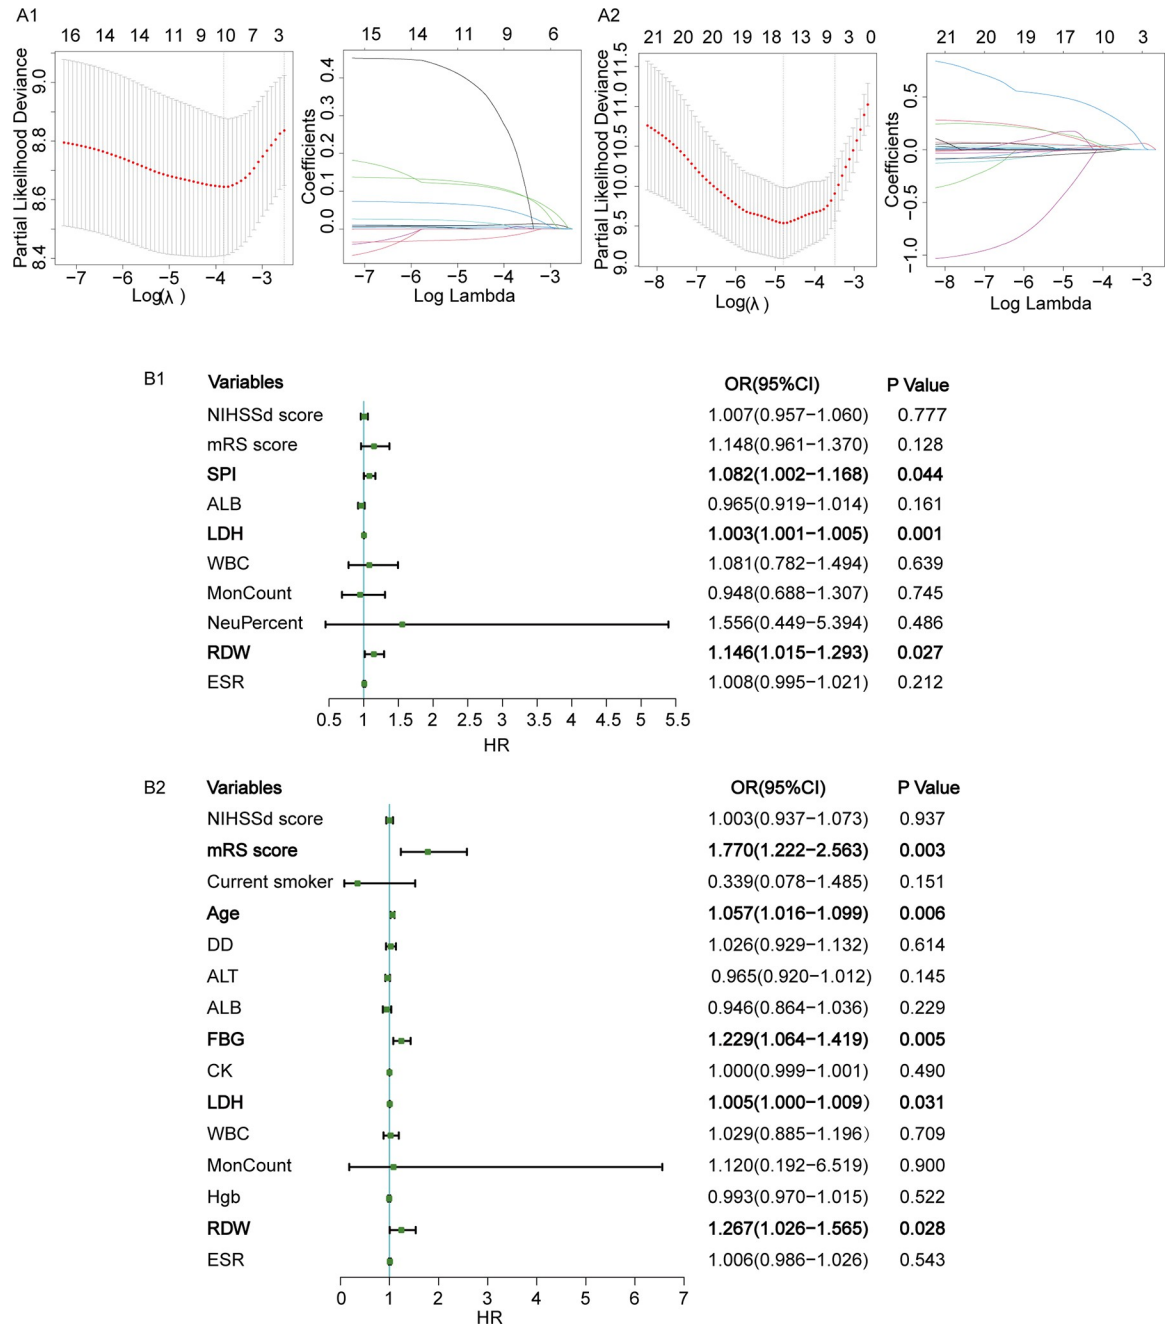 A1
16 14 14 11 9 10 7 3
Partial Likelihood Deviance
9.0
8.8
8.6
8.4
−7 −6 −5 −4 −3
Log(λ)
15 14 11 9 6
Coefficients
0.4
0.3
0.2
0.1
0.0
−7 −6 −5 −4 −3
Log Lambda
A2
21 20 20 19 18 13 9 3 0
Partial Likelihood Deviance
11.5
11.0
10.5
10.0
9.5
9.0
−8 −7 −6 −5 −4 −3
Log(λ)
21 20 19 17 10 3
Coefficients
0.5
0.0
−0.5
−1.0
−8 −7 −6 −5 −4 −3
Log Lambda
B1 Variables OR(95%CI) P Value
NIHSSd score 1.007(0.957−1.060) 0.777
mRS score 1.148(0.961−1.370) 0.128
SPI 1.082(1.002−1.168) 0.044
ALB 0.965(0.919−1.014) 0.161
LDH 1.003(1.001−1.005) 0.001
WBC 1.081(0.782−1.494) 0.639
MonCount 0.948(0.688−1.307) 0.745
NeuPercent 1.556(0.449−5.394) 0.486
RDW 1.146(1.015−1.293) 0.027
ESR 1.008(0.995−1.021) 0.212
0.5 1 1.5 2 2.5 3 3.5 4 4.5 5 5.5
HR
B2 Variables OR(95%CI) P Value
NIHSSd score 1.003(0.937−1.073) 0.937
mRS score 1.770(1.222−2.563) 0.003
Current smoker 0.339(0.078−1.485) 0.151
Age 1.057(1.016−1.099) 0.006
DD 1.026(0.929−1.132) 0.614
ALT 0.965(0.920−1.012) 0.145
ALB 0.946(0.864−1.036) 0.229
FBG 1.229(1.064−1.419) 0.005
CK 1.000(0.999−1.001) 0.490
LDH 1.005(1.000−1.009) 0.031
WBC 1.029(0.885−1.196) 0.709
MonCount 1.120(0.192−6.519) 0.900
Hgb 0.993(0.970−1.015) 0.522
RDW 1.267(1.026−1.565) 0.028
ESR 1.006(0.986−1.026) 0.543
0 1 2 3 4 5 6 7
HR